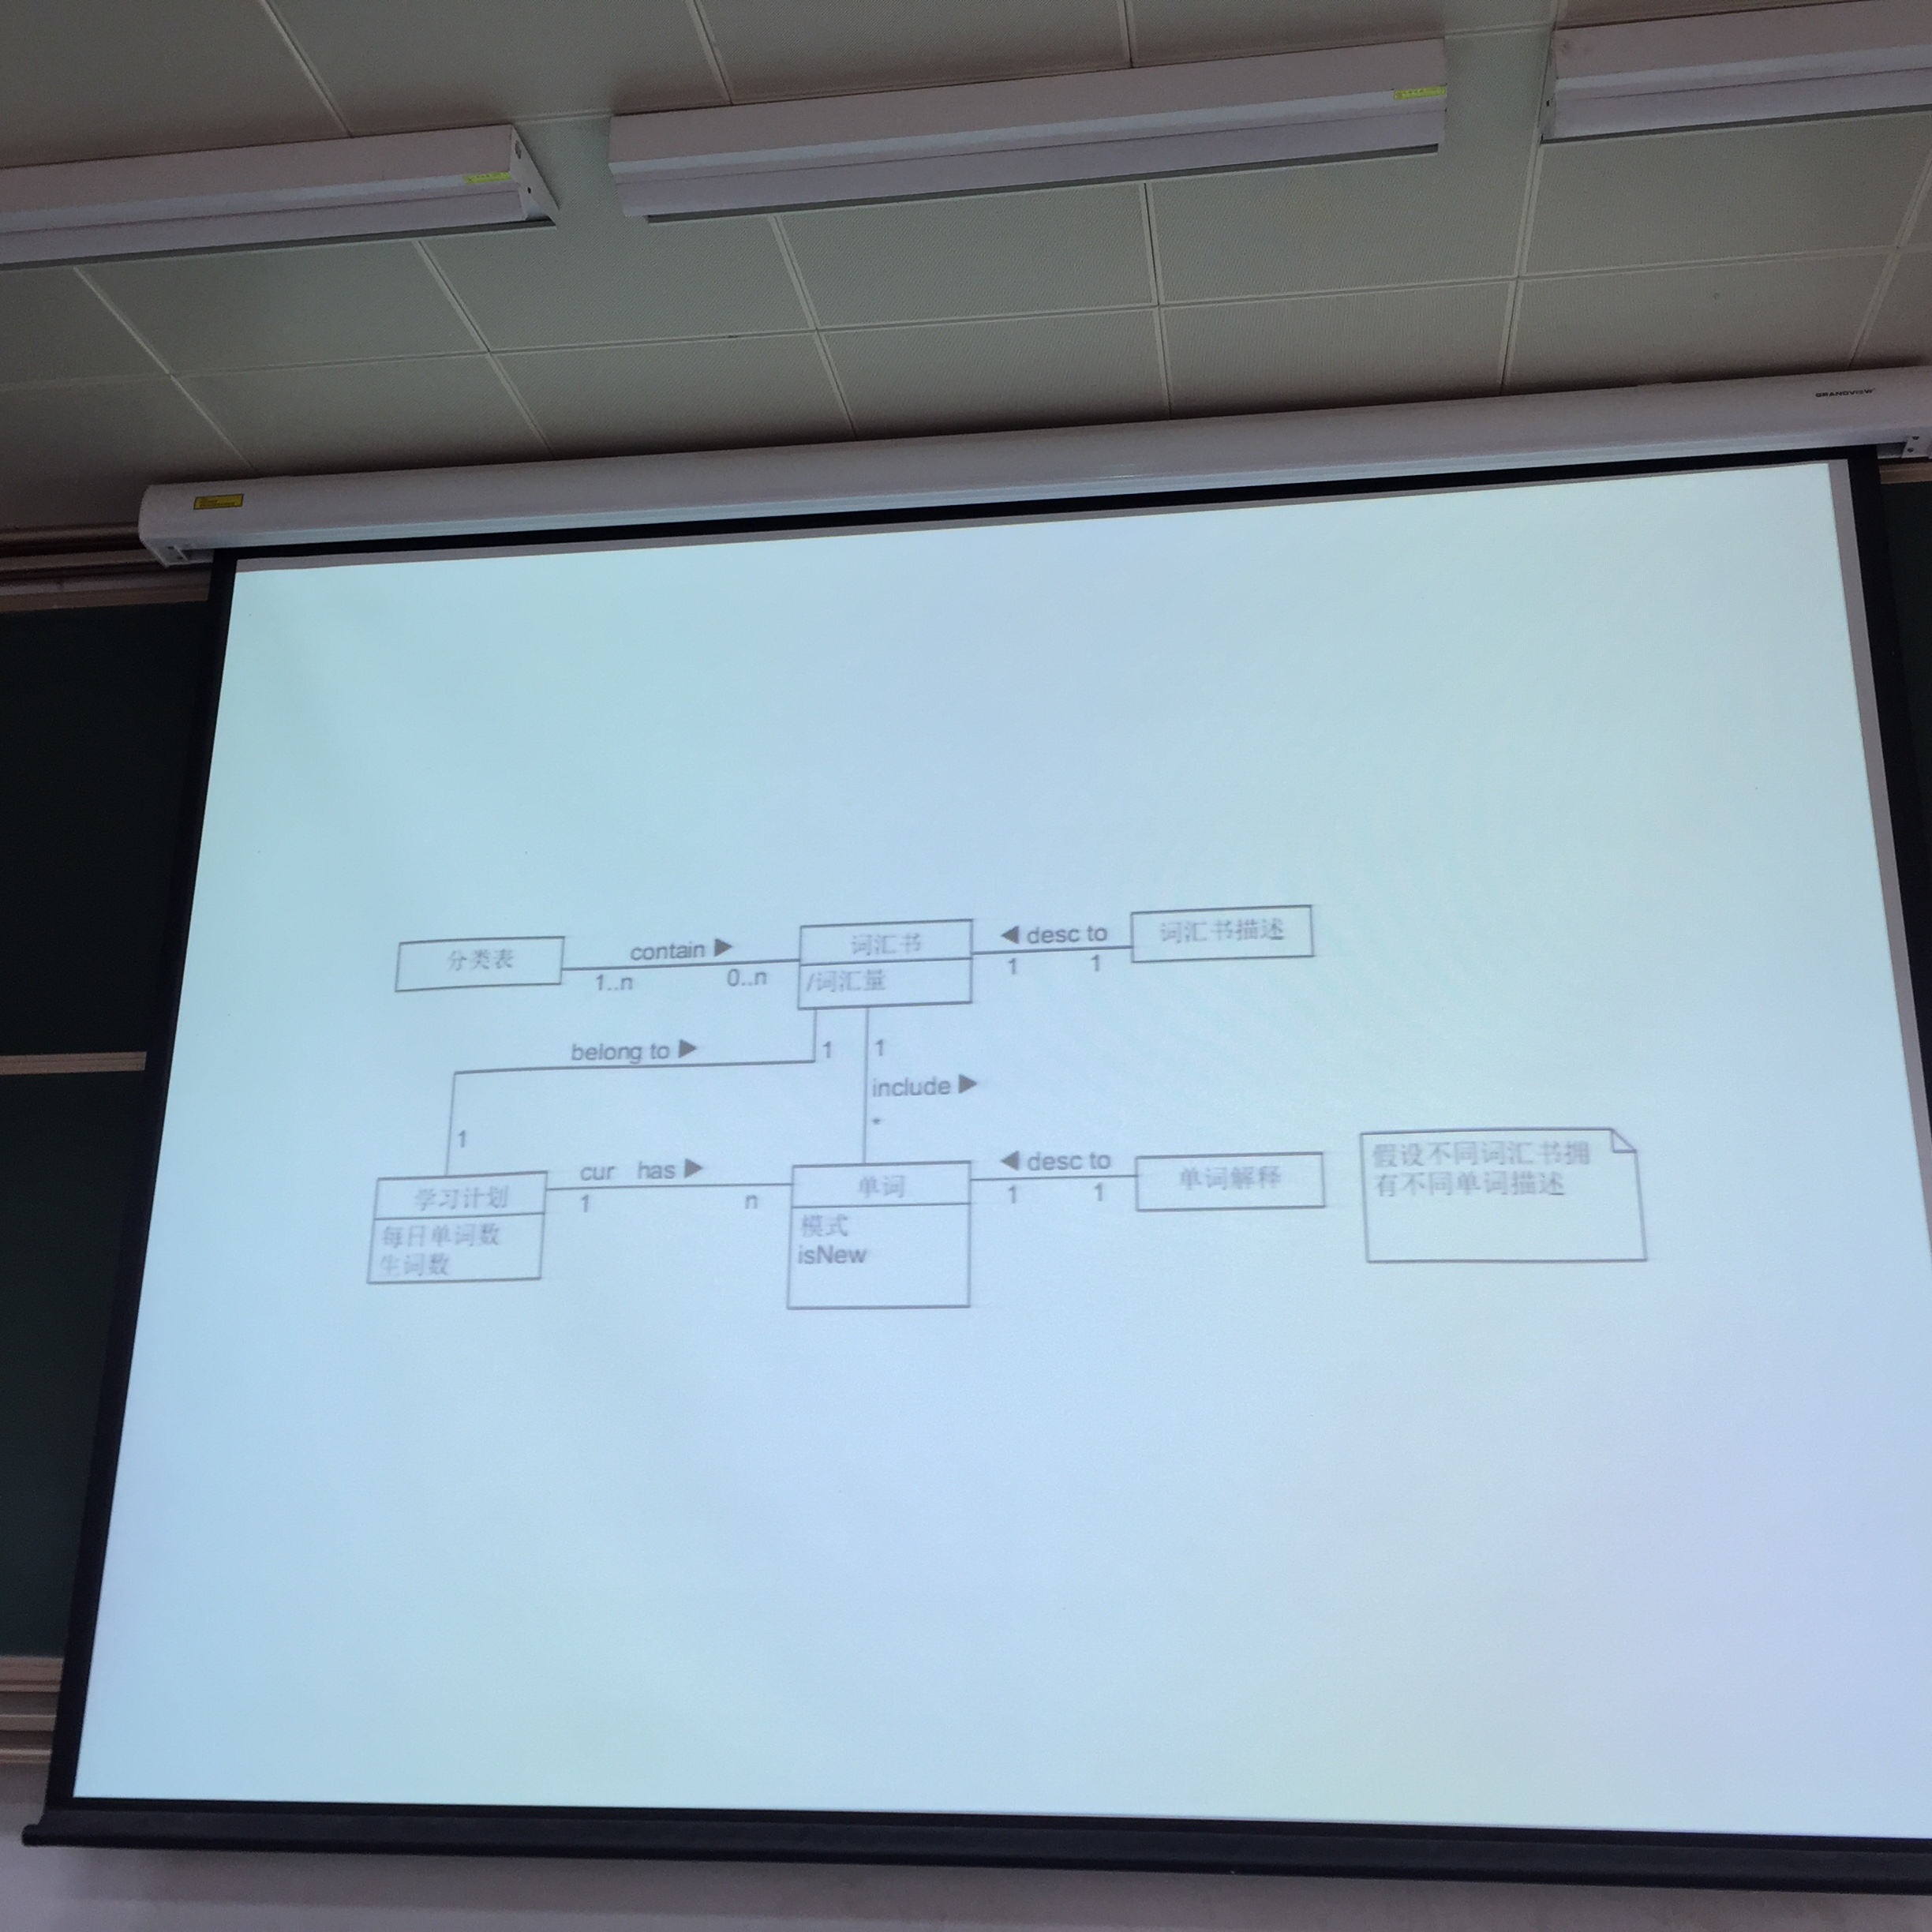 GRANDVIEW
分类表
contain ▶
1..n
0..n
词汇书
/词汇量
◀ desc to
1
1
词汇书描述
belong to ▶
1
1
1
include ▶
*
学习计划
每日单词数
生词数
cur has ▶
1
n
单词
模式
isNew
◀ desc to
1
1
单词解释
假设不同词汇书拥
有不同单词描述